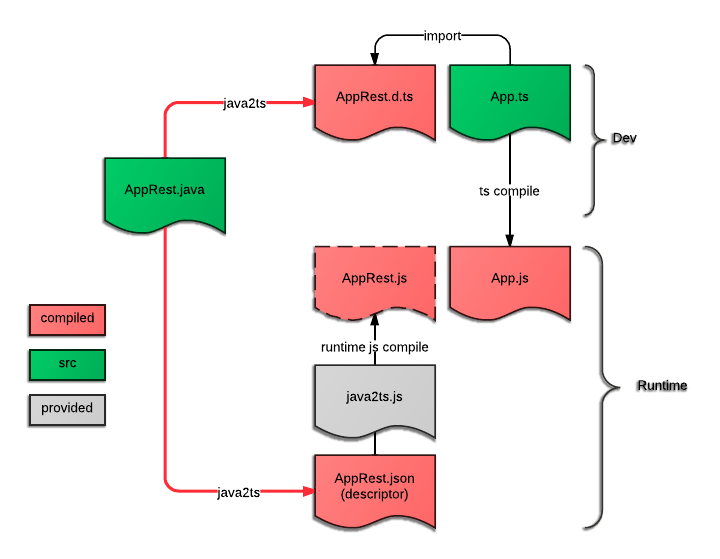 import
AppRest.d.ts
App.ts
java2ts
Dev
AppRest.java
ts compile
AppRest.js
App.js
compiled
runtime js compile
src
Runtime
java2ts.js
provided
AppRest.json
(descriptor)
java2ts